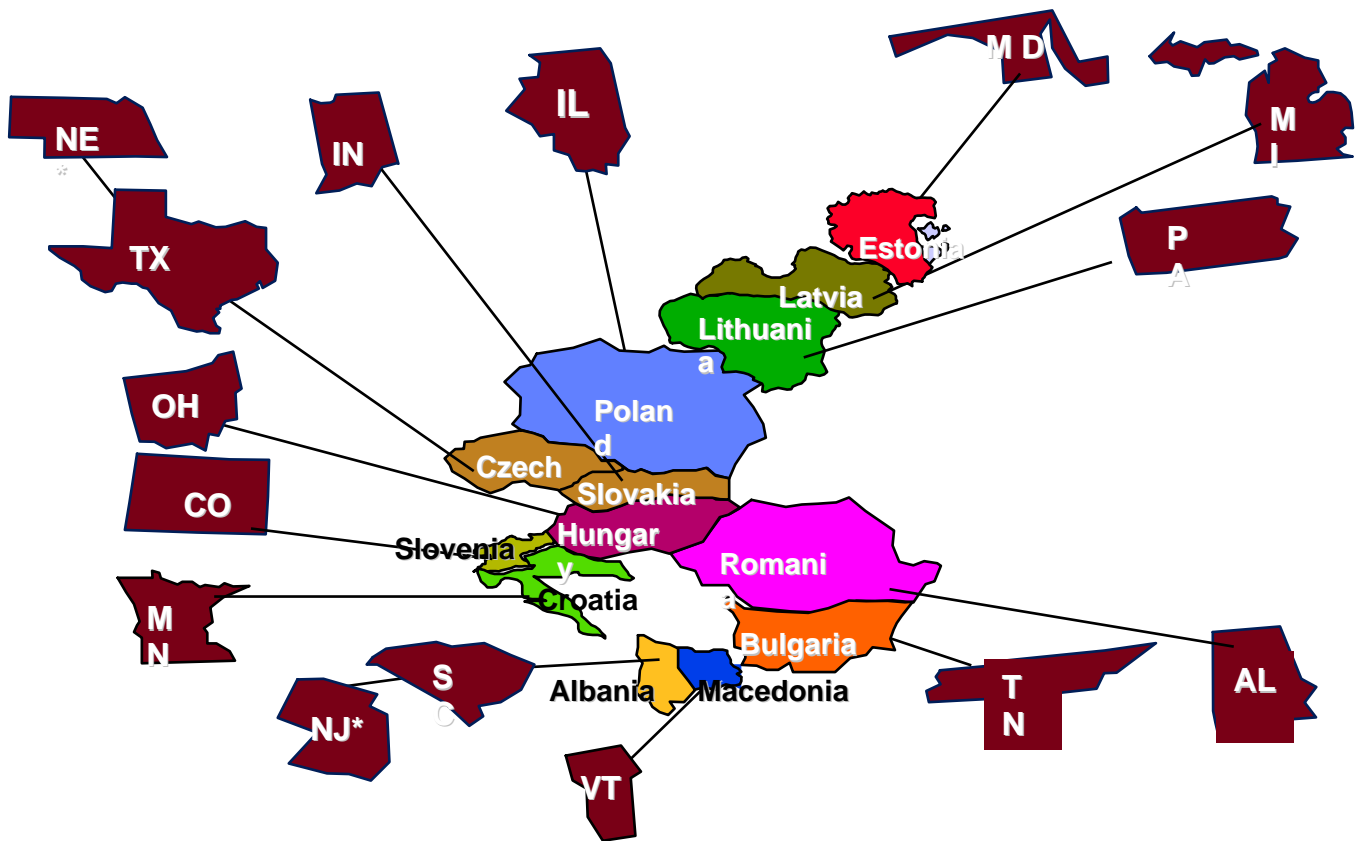 M D
IL
M
I
NE
*
IN
P
A
TX
Estonia
Latvia
Lithuani
a
OH
Polan
d
Czech
Slovakia
CO
Hungar
y
Slovenia
Romani
a
Croatia
M
N
Bulgaria
S
C
Albania
Macedonia
T
N
AL
NJ*
VT